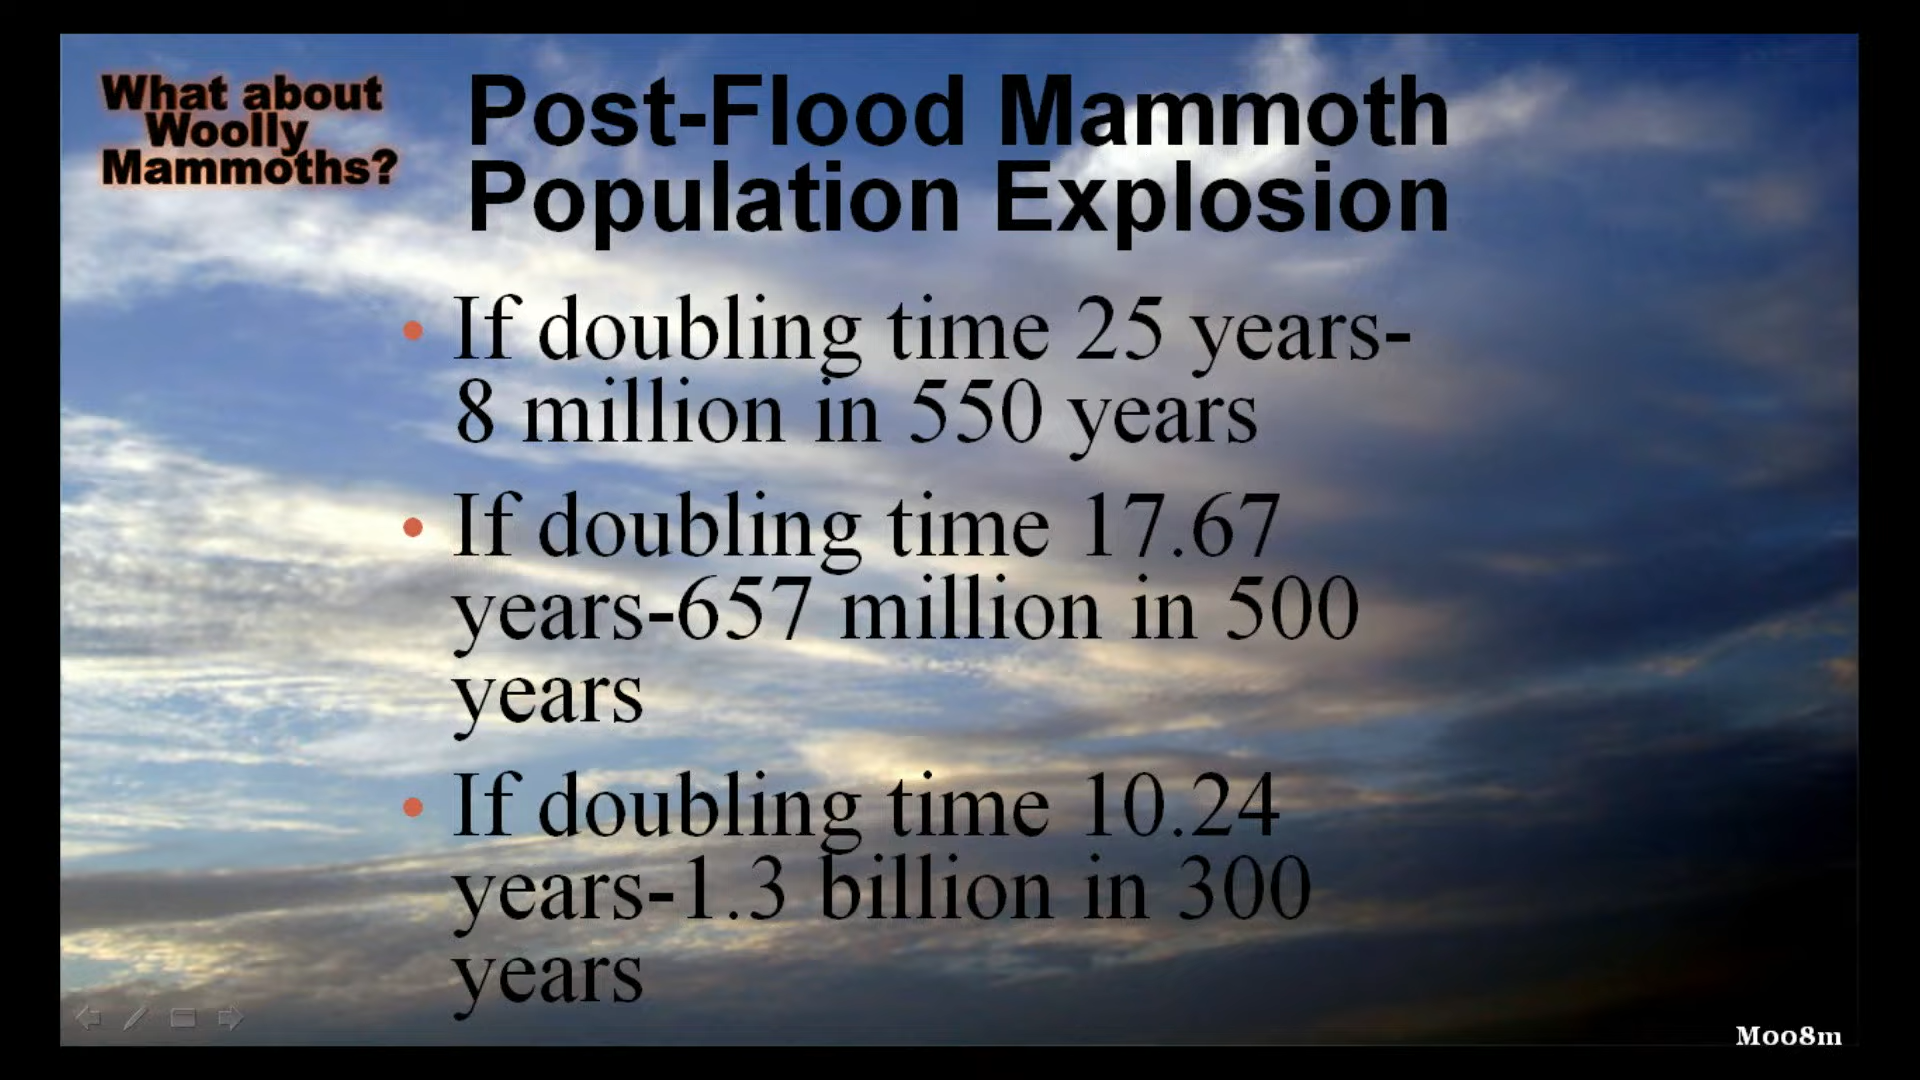 What about
Woolly
Mammoths?
Post-Flood Mammoth
Population Explosion
• If doubling time 25 years-
8 million in 550 years
• If doubling time 17.67
years-657 million in 500
years
• If doubling time 10.24
years-1.3 billion in 300
years
Moo8m